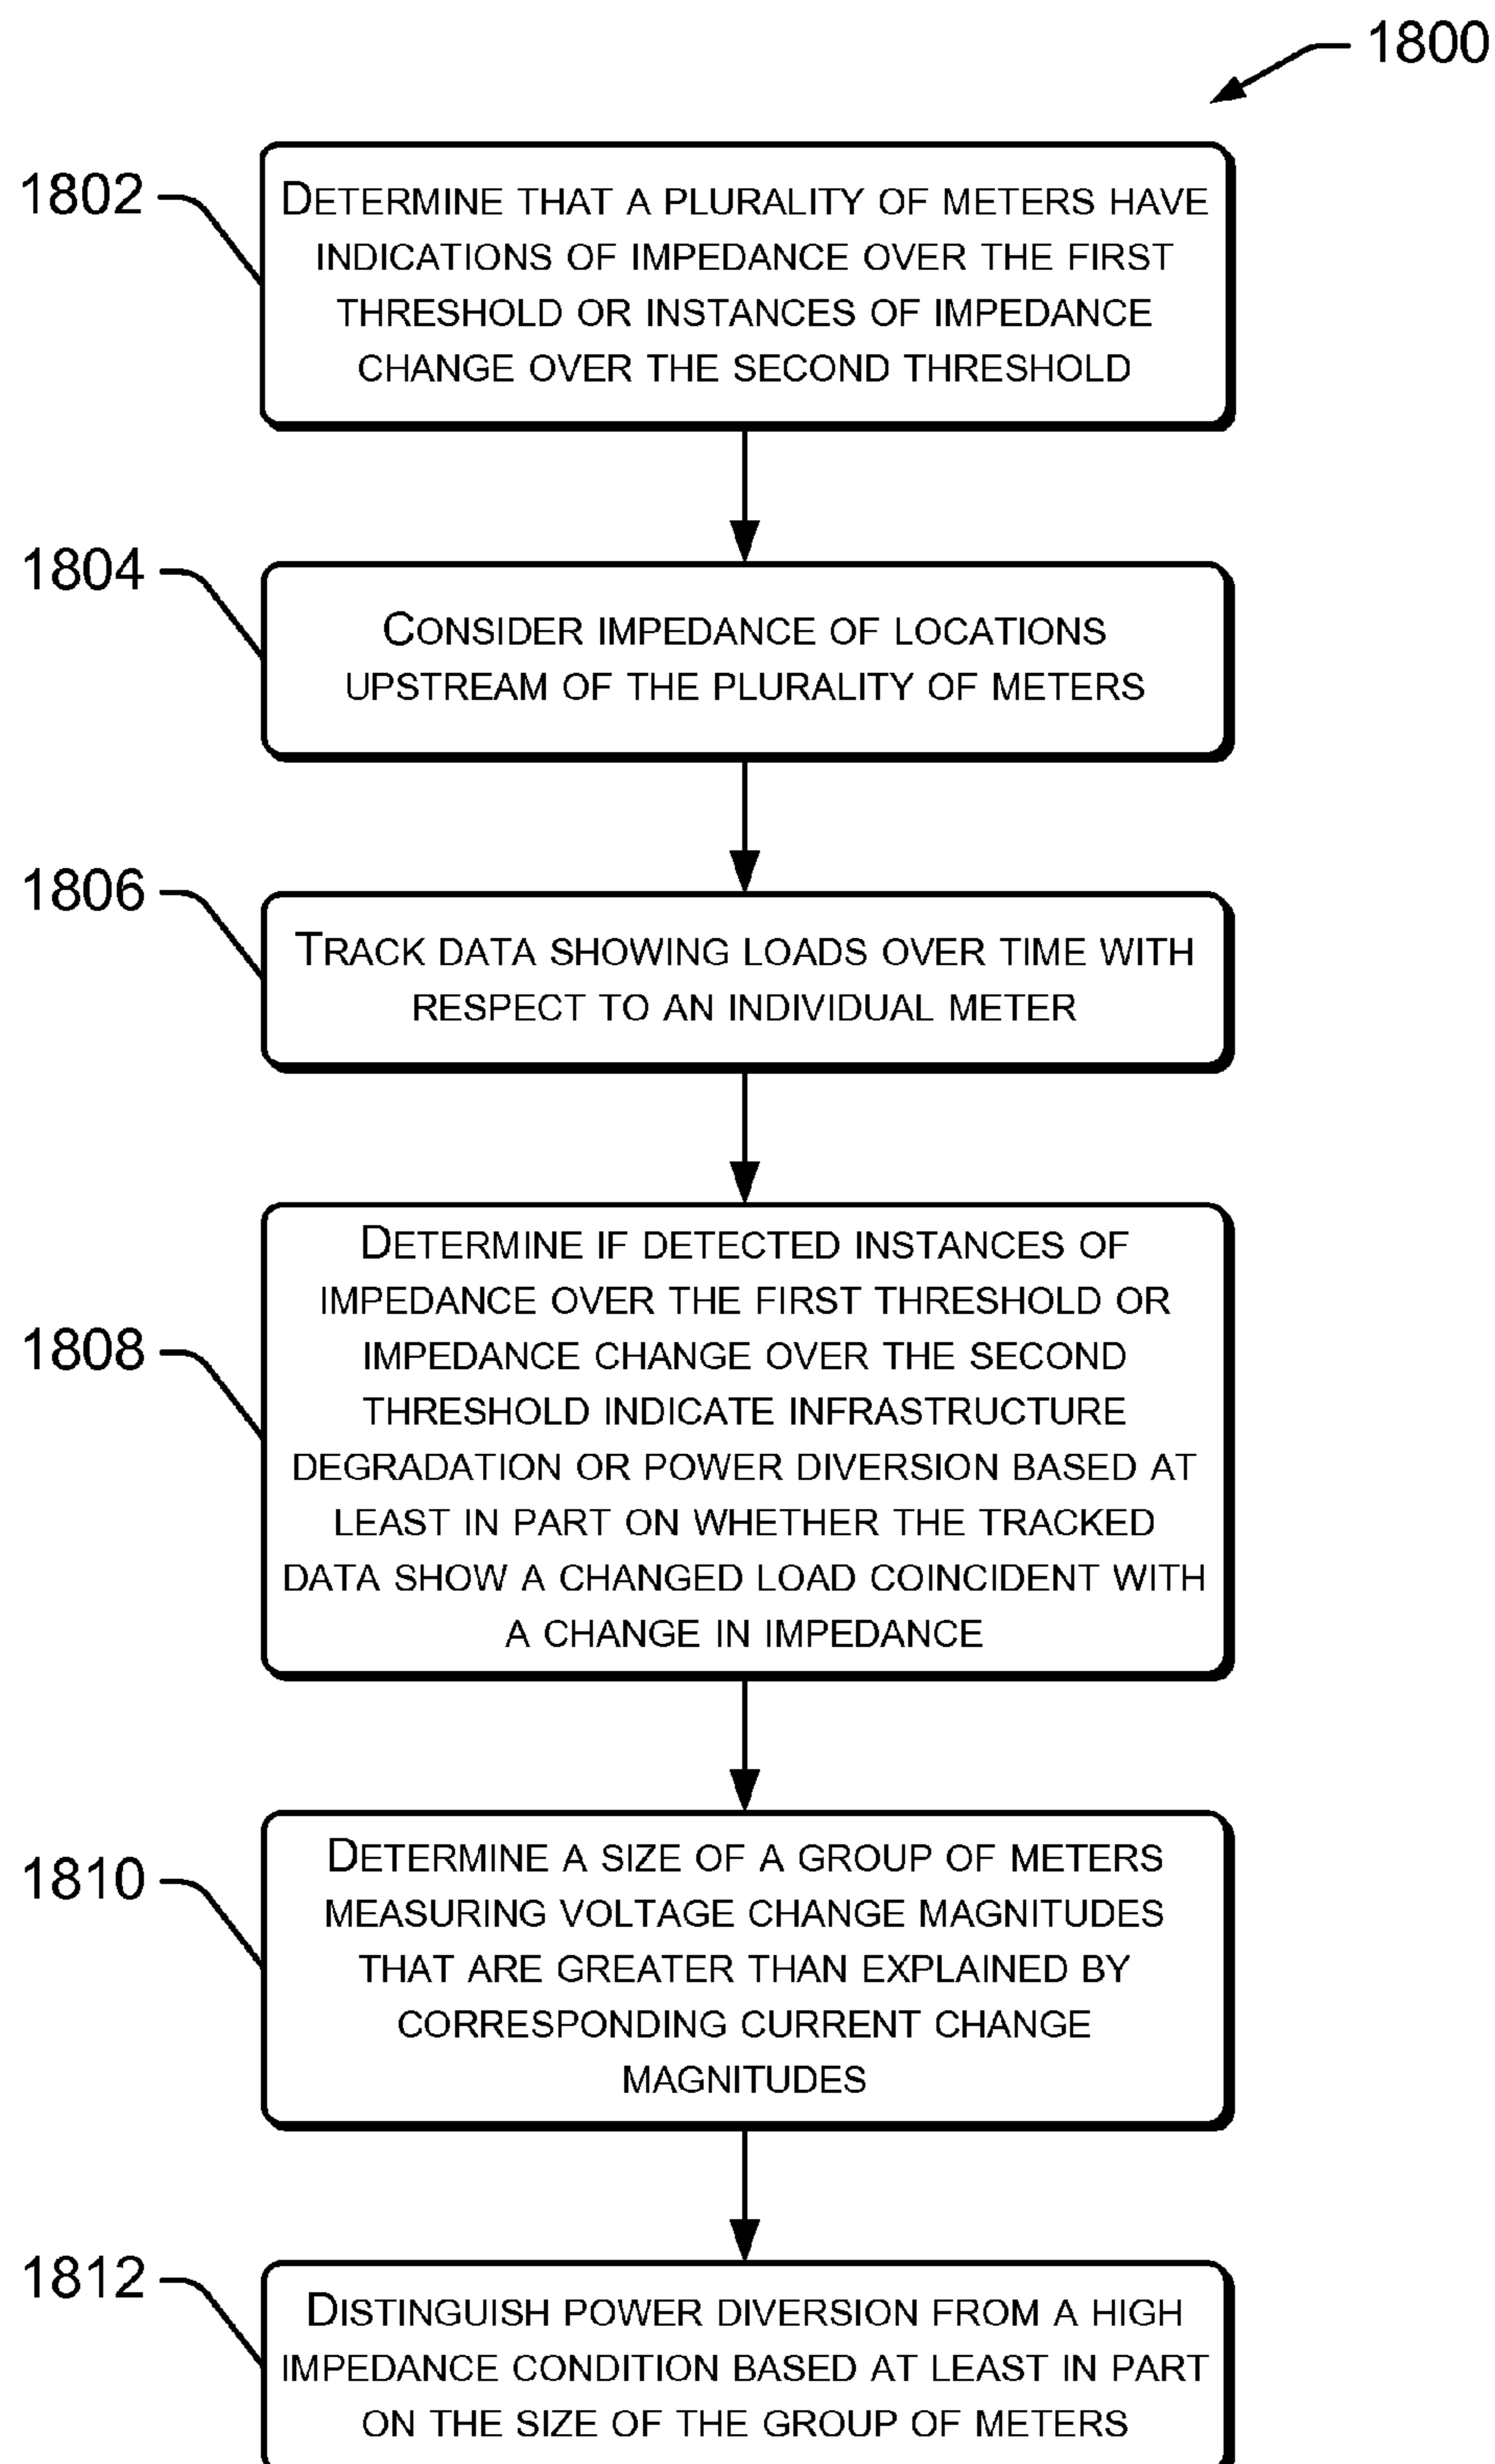 1800
1802
DETERMINE THAT A PLURALITY OF METERS HAVE
INDICATIONS OF IMPEDANCE OVER THE FIRST
THRESHOLD OR INSTANCES OF IMPEDANCE
CHANGE OVER THE SECOND THRESHOLD
1804
CONSIDER IMPEDANCE OF LOCATIONS
UPSTREAM OF THE PLURALITY OF METERS
1806
TRACK DATA SHOWING LOADS OVER TIME WITH
RESPECT TO AN INDIVIDUAL METER
1808
DETERMINE IF DETECTED INSTANCES OF
IMPEDANCE OVER THE FIRST THRESHOLD OR
IMPEDANCE CHANGE OVER THE SECOND
THRESHOLD INDICATE INFRASTRUCTURE
DEGRADATION OR POWER DIVERSION BASED AT
LEAST IN PART ON WHETHER THE TRACKED
DATA SHOW A CHANGED LOAD COINCIDENT WITH
A CHANGE IN IMPEDANCE
1810
DETERMINE A SIZE OF A GROUP OF METERS
MEASURING VOLTAGE CHANGE MAGNITUDES
THAT ARE GREATER THAN EXPLAINED BY
CORRESPONDING CURRENT CHANGE
MAGNITUDES
1812
DISTINGUISH POWER DIVERSION FROM A HIGH
IMPEDANCE CONDITION BASED AT LEAST IN PART
ON THE SIZE OF THE GROUP OF METERS